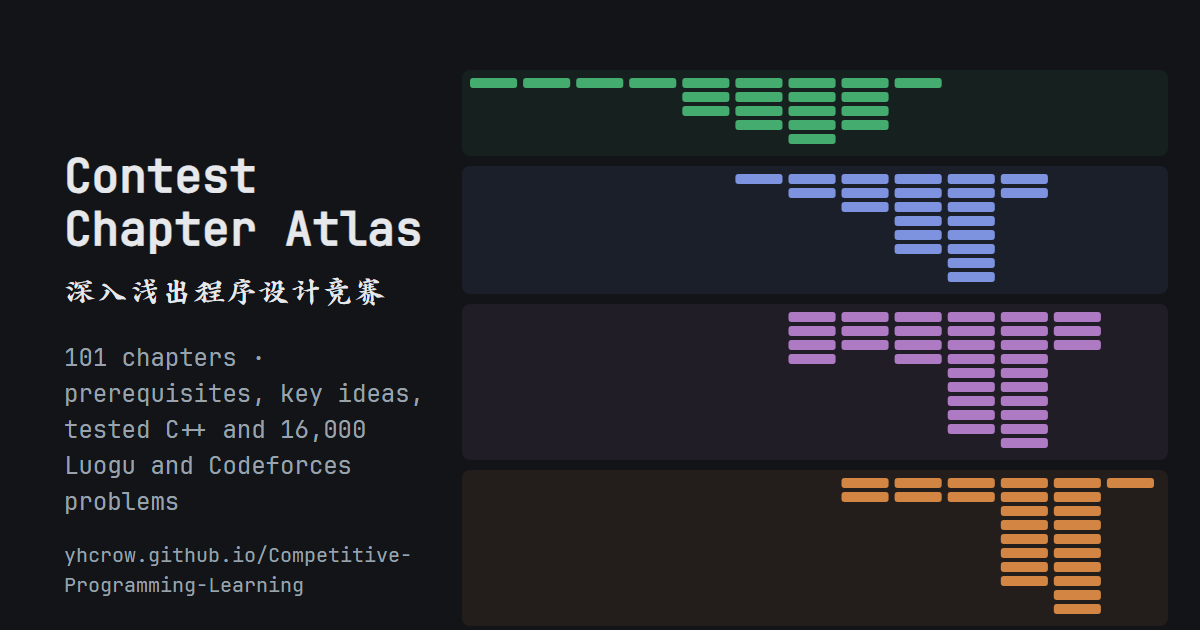 Contest
Chapter Atlas
深入浅出程序设计竞赛
101 chapters ·
prerequisites, key ideas,
tested C++ and 16,000
Luogu and Codeforces
problems
yhcrow.github.io/Competitive-
Programming-Learning